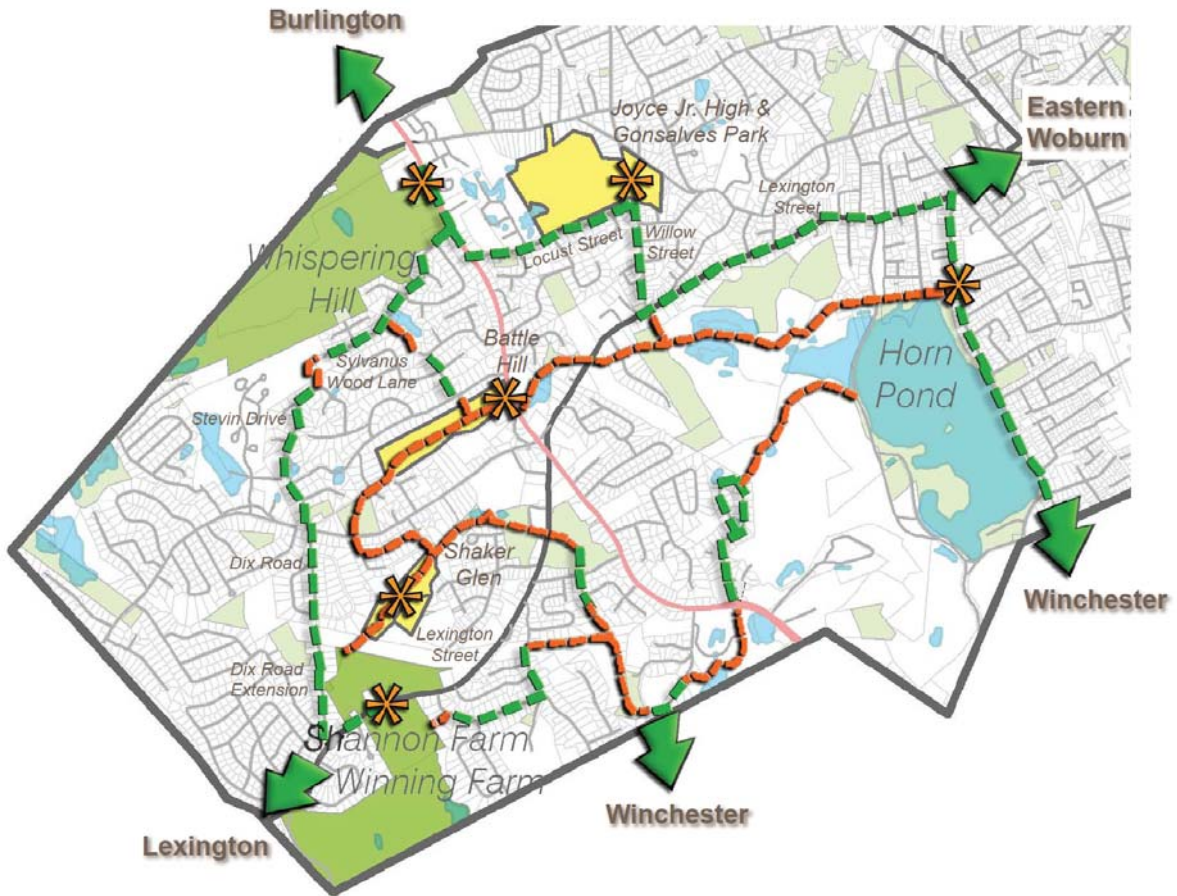 Burlington
Joyce Jr. High &
Gonsalves Park
Eastern
Woburn
Lexington
Street
Willow
Street
Locust Street
Whispering
Hill
Battle
Hill
Horn
Pond
Sylvanus
Wood Lane
Stevin Drive
Dix Road
Shaker
Glen
Lexington
Street
Dix Road
Extension
Shannon Farm
Winning Farm
Winchester
Winchester
Lexington